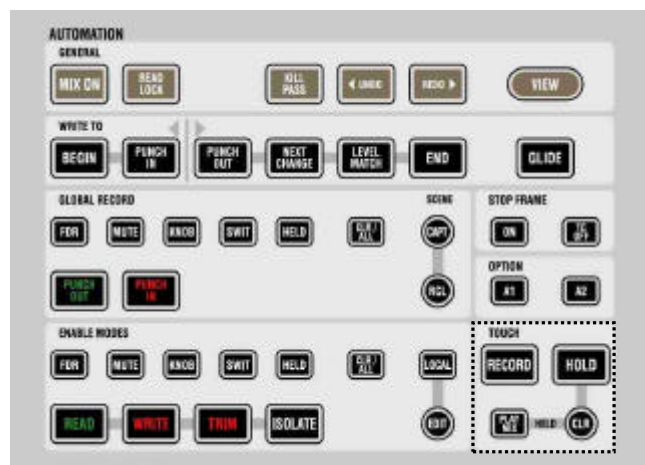 AUTOMATION
GENERAL
MIX ON
READ LOCK
KILL PASS
UNDO
REDO
VIEW
WRITE TO
BEGIN
PUNCH IN
PUNCH OUT
NEXT CHANGE
LEVEL MATCH
END
GLIDE
GLOBAL RECORD
SCENE
STOP FRAME
FDR
MUTE
KNOB
SWIT
HELD
CLR/ ALL
CAPT
ON
OFF
PUNCH OUT
PUNCH IN
RCL
OPTION
A1
A2
ENABLE MODES
TOUCH
FDR
MUTE
KNOB
SWIT
HELD
CLR/ ALL
LOCAL
RECORD
HOLD
READ
WRITE
TRIM
ISOLATE
EDIT
PLAY
HELD
CLR